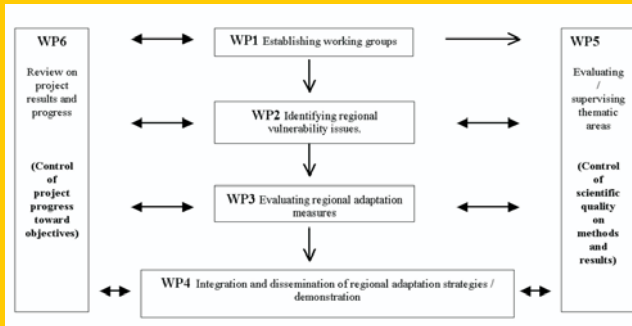 WP6
Review on
project
results and
progress
(Control
of
project
progress
toward
objectives)
WP1 Establishing working groups
WP2 Identifying regional
vulnerability issues.
WP3 Evaluating regional adaptation
measures
WP4 Integration and dissemination of regional adaptation strategies /
demonstration
WP5
Evaluating
/
supervising
thematic
areas
(Control
of
scientific
quality
on
methods
and
results)